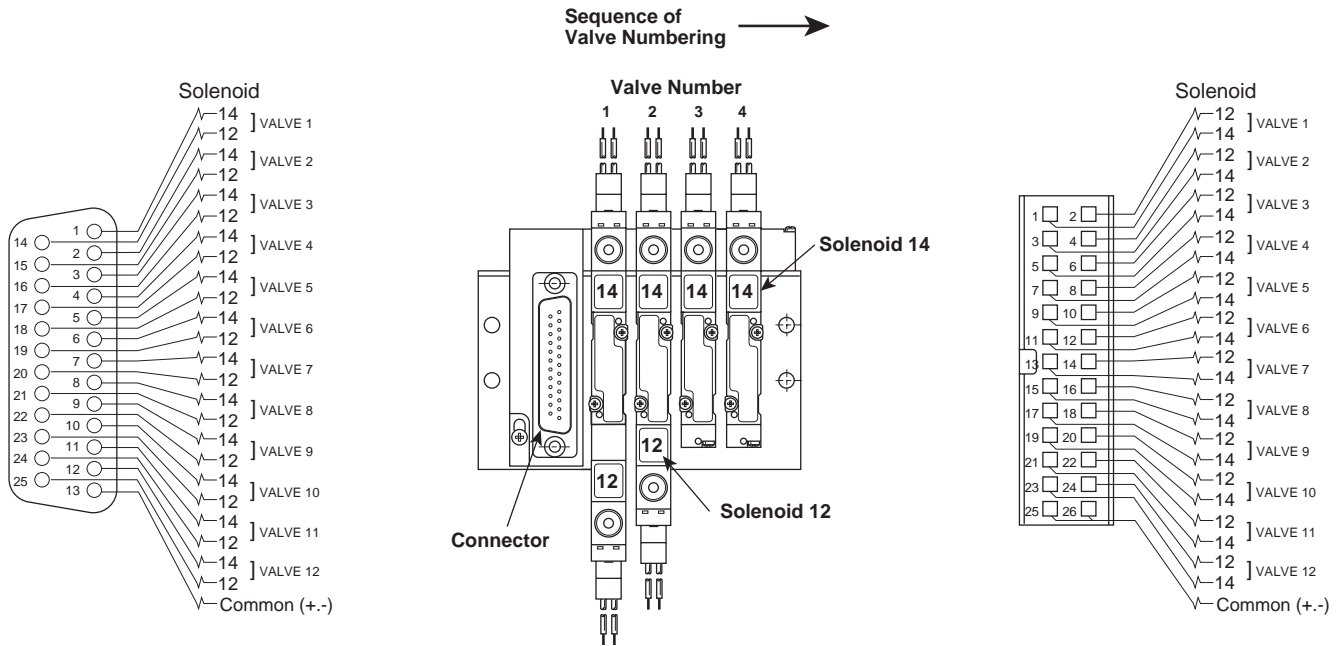 Sequence of
Valve Numbering
Valve Number
1 2 3 4
Solenoid
14
12
VALVE 1
14
12
VALVE 2
14
12
VALVE 3
14
12
VALVE 4
14
12
VALVE 5
14
12
VALVE 6
14
12
VALVE 7
14
12
VALVE 8
14
12
VALVE 9
14
12
VALVE 10
14
12
VALVE 11
14
12
VALVE 12
Common (+.-)
1
14
2
15
3
16
4
17
5
18
6
19
7
20
8
21
9
22
10
23
11
24
12
25
13
14 14 14 14
Solenoid 14
12
12
Solenoid 12
Connector
Solenoid
12
14
VALVE 1
12
14
VALVE 2
12
14
VALVE 3
12
14
VALVE 4
12
14
VALVE 5
12
14
VALVE 6
12
14
VALVE 7
12
14
VALVE 8
12
14
VALVE 9
12
14
VALVE 10
12
14
VALVE 11
12
14
VALVE 12
Common (+.-)
1 2
3 4
5 6
7 8
9 10
11 12
13 14
15 16
17 18
19 20
21 22
23 24
25 26